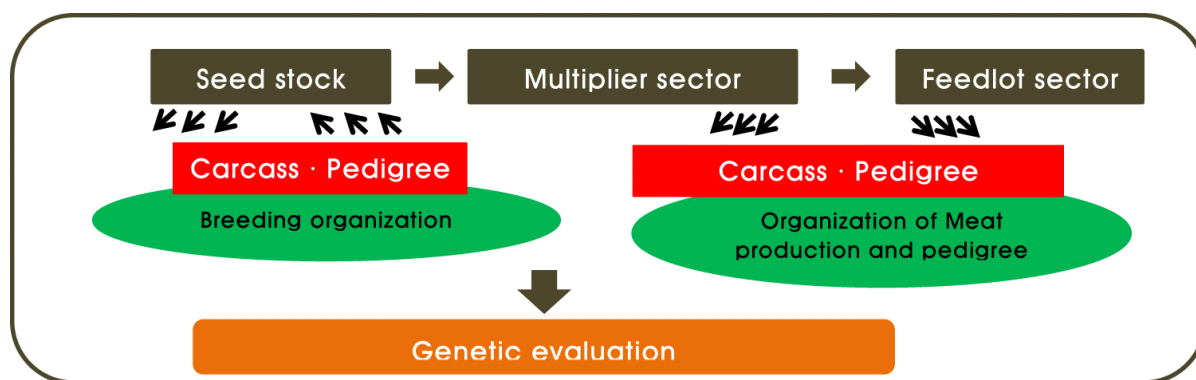 Seed stock
Multiplier sector
Feedlot sector
Carcass · Pedigree
Carcass · Pedigree
Breeding organization
Organization of Meat
production and pedigree
Genetic evaluation